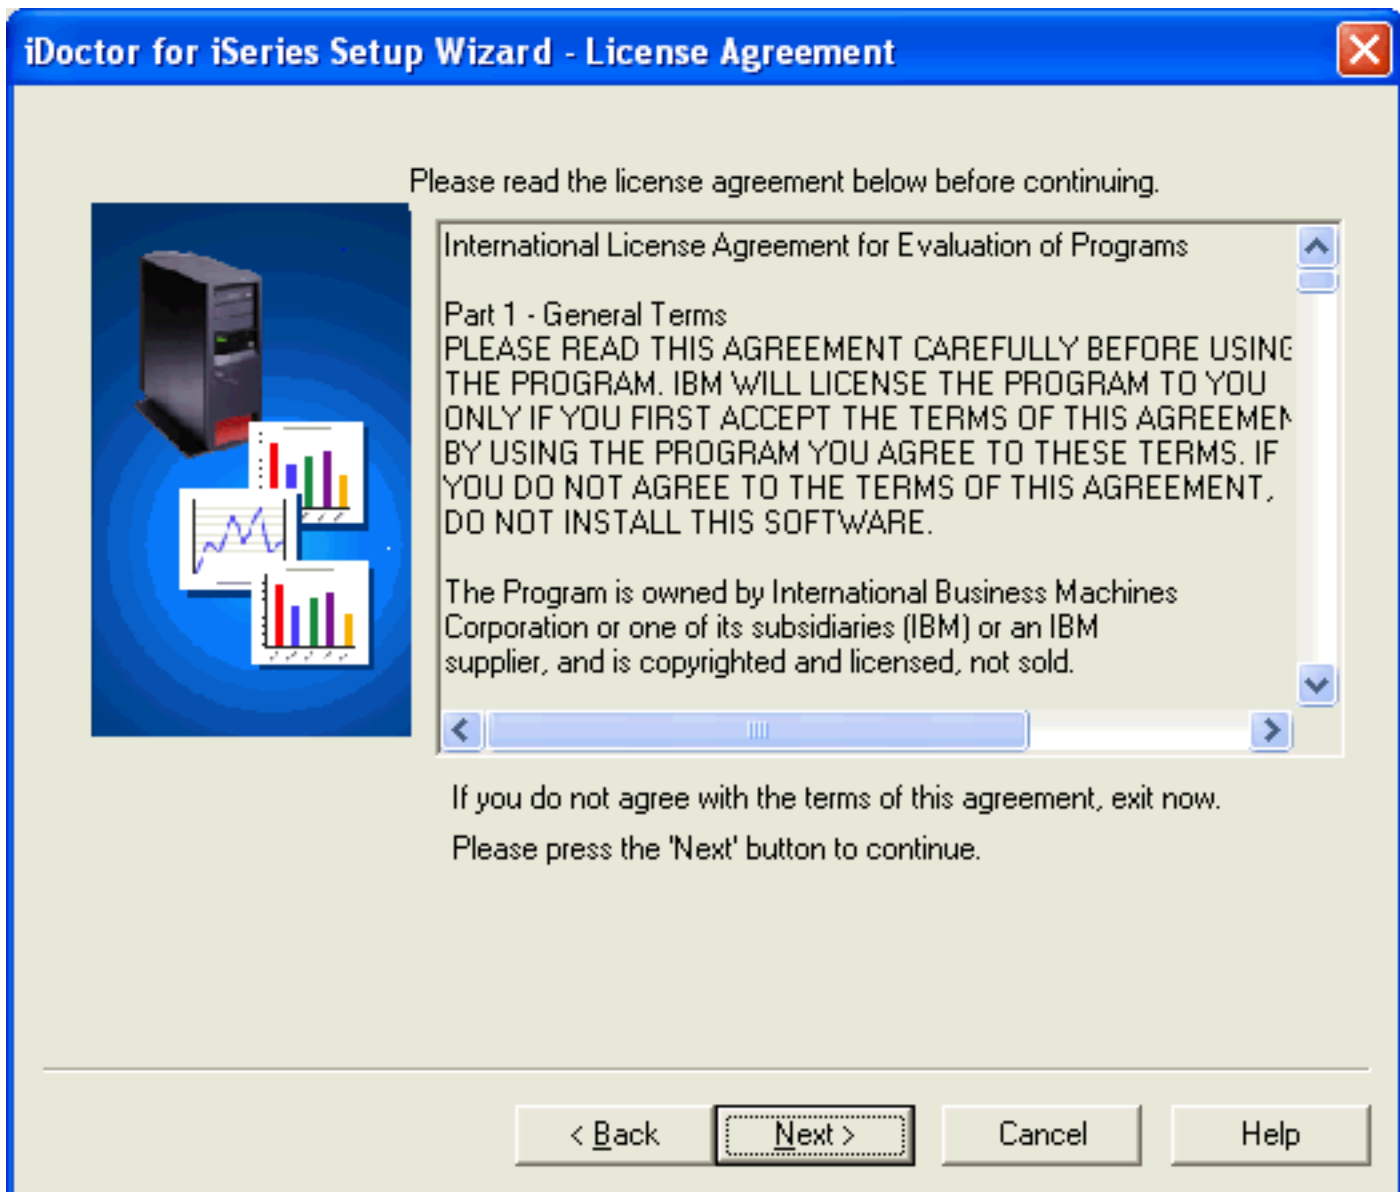 iDoctor for iSeries Setup Wizard - License Agreement
Please read the license agreement below before continuing.
International License Agreement for Evaluation of Programs
Part 1 - General Terms
PLEASE READ THIS AGREEMENT CAREFULLY BEFORE USING
THE PROGRAM. IBM WILL LICENSE THE PROGRAM TO YOU
ONLY IF YOU FIRST ACCEPT THE TERMS OF THIS AGREEMEN
BY USING THE PROGRAM YOU AGREE TO THESE TERMS. IF
YOU DO NOT AGREE TO THE TERMS OF THIS AGREEMENT,
DO NOT INSTALL THIS SOFTWARE.
The Program is owned by International Business Machines
Corporation or one of its subsidiaries (IBM) or an IBM
supplier, and is copyrighted and licensed, not sold.
If you do not agree with the terms of this agreement, exit now.
Please press the 'Next' button to continue.
< Back Next > Cancel Help